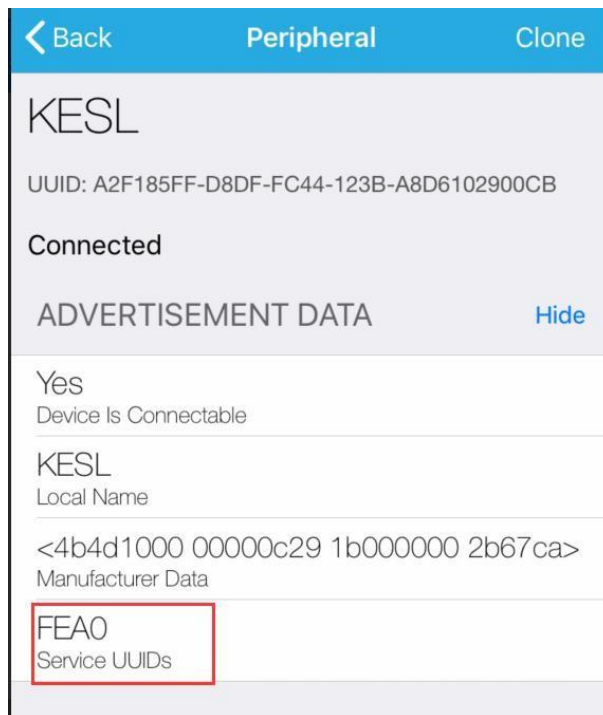 Back Peripheral Clone
KESL
UUID: A2F185FF-D8DF-FC44-123B-A8D6102900CB
Connected
ADVERTISEMENT DATA Hide
Yes
Device Is Connectable
KESL
Local Name
<4b4d1000 00000c29 1b000000 2b67ca>
Manufacturer Data
FEA0
Service UUIDs